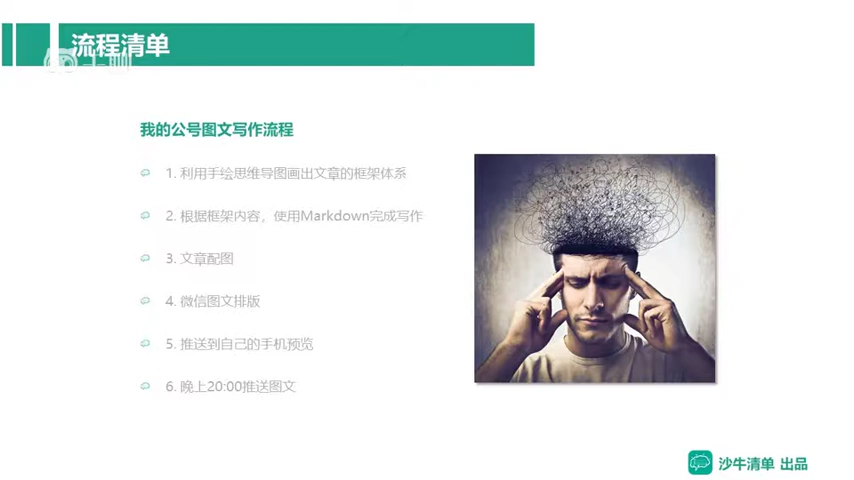 流程清单
我的公号图文写作流程
1. 利用手绘思维导图画出文章的框架体系
2. 根据框架内容，使用Markdown完成写作
3. 文章配图
4. 微信图文排版
5. 推送到自己的手机预览
6. 晚上20:00推送图文
沙牛清单 出品